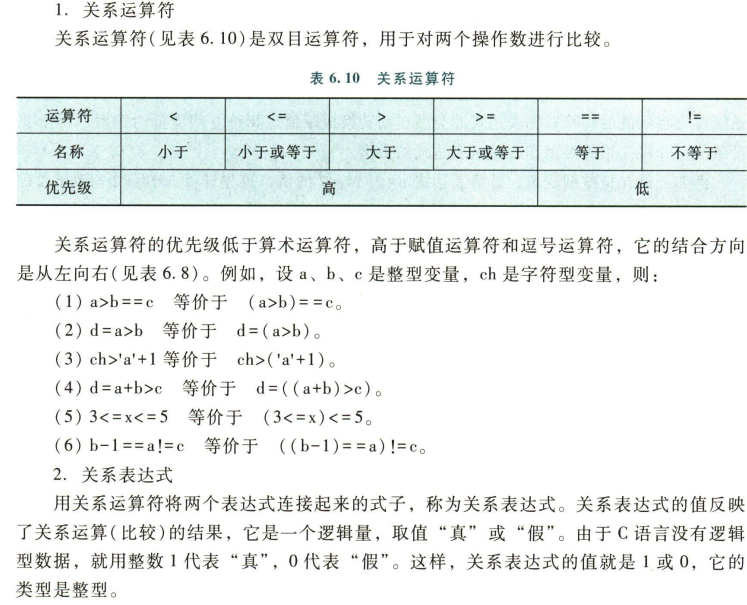 1. 关系运算符
关系运算符(见表 6.10)是双目运算符，用于对两个操作数进行比较。
表 6.10 关系运算符
运算符 < <= > >= == !=
名称 小于 小于或等于 大于 大于或等于 等于 不等于
优先级 高 低
关系运算符的优先级低于算术运算符，高于赋值运算符和逗号运算符，它的结合方向
是从左向右(见表 6.8)。例如，设 a、b、c 是整型变量，ch 是字符型变量，则：
(1) a>b==c 等价于 (a>b)==c。
(2) d=a>b 等价于 d=(a>b)。
(3) ch>'a'+1 等价于 ch>('a'+1)。
(4) d=a+b>c 等价于 d=((a+b)>c)。
(5) 3<=x<=5 等价于 (3<=x)<=5。
(6) b-1==a!=c 等价于 ((b-1)==a)!=c。
2. 关系表达式
用关系运算符将两个表达式连接起来的式子，称为关系表达式。关系表达式的值反映
了关系运算(比较)的结果，它是一个逻辑量，取值“真”或“假”。由于 C 语言没有逻辑
型数据，就用整数 1 代表“真”，0 代表“假”。这样，关系表达式的值就是 1 或 0，它的
类型是整型。